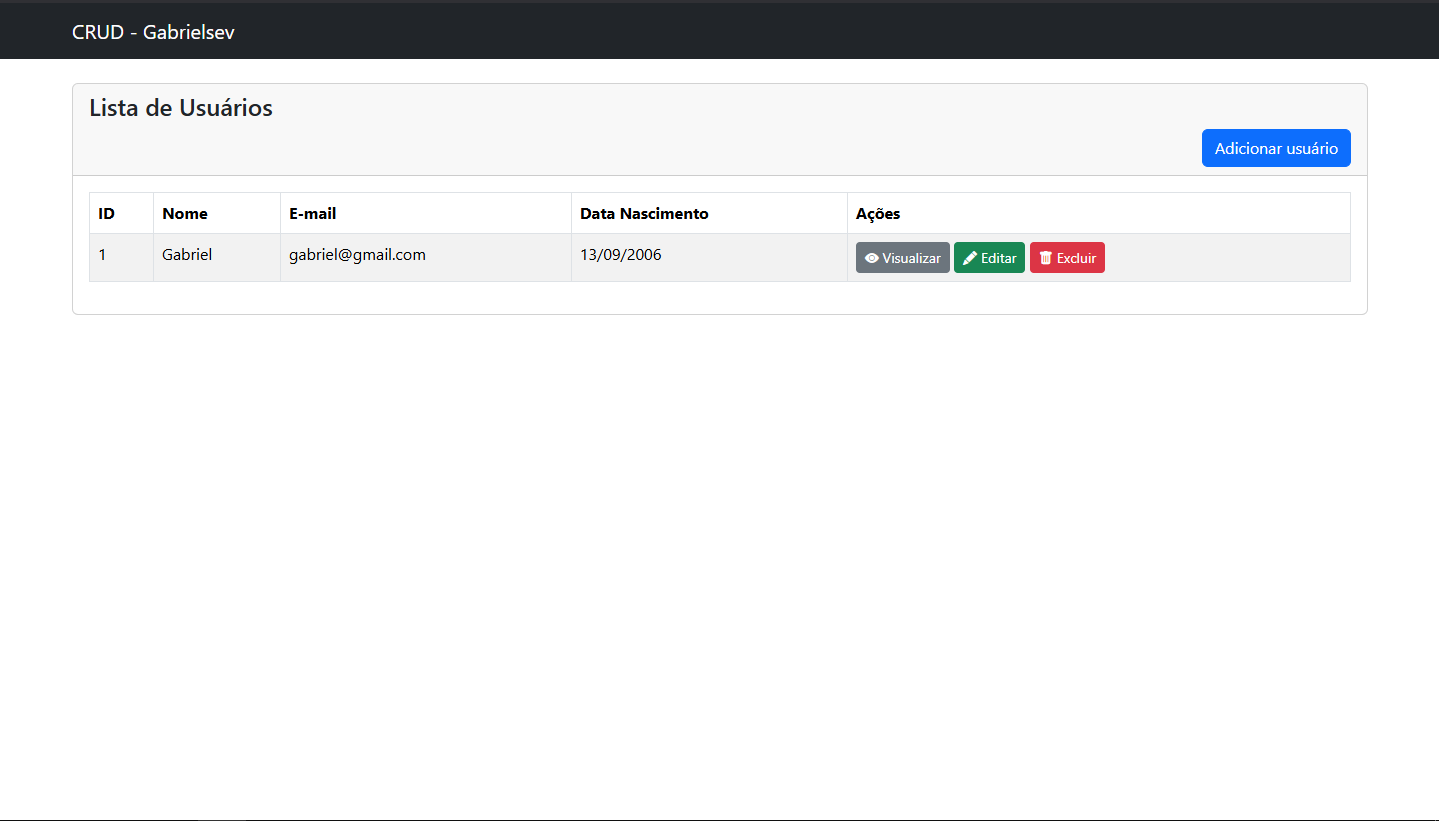 CRUD - Gabrielsev
Lista de Usuários
Adicionar usuário
ID Nome E-mail Data Nascimento Ações
1 Gabriel gabriel@gmail.com 13/09/2006 Visualizar Editar Excluir